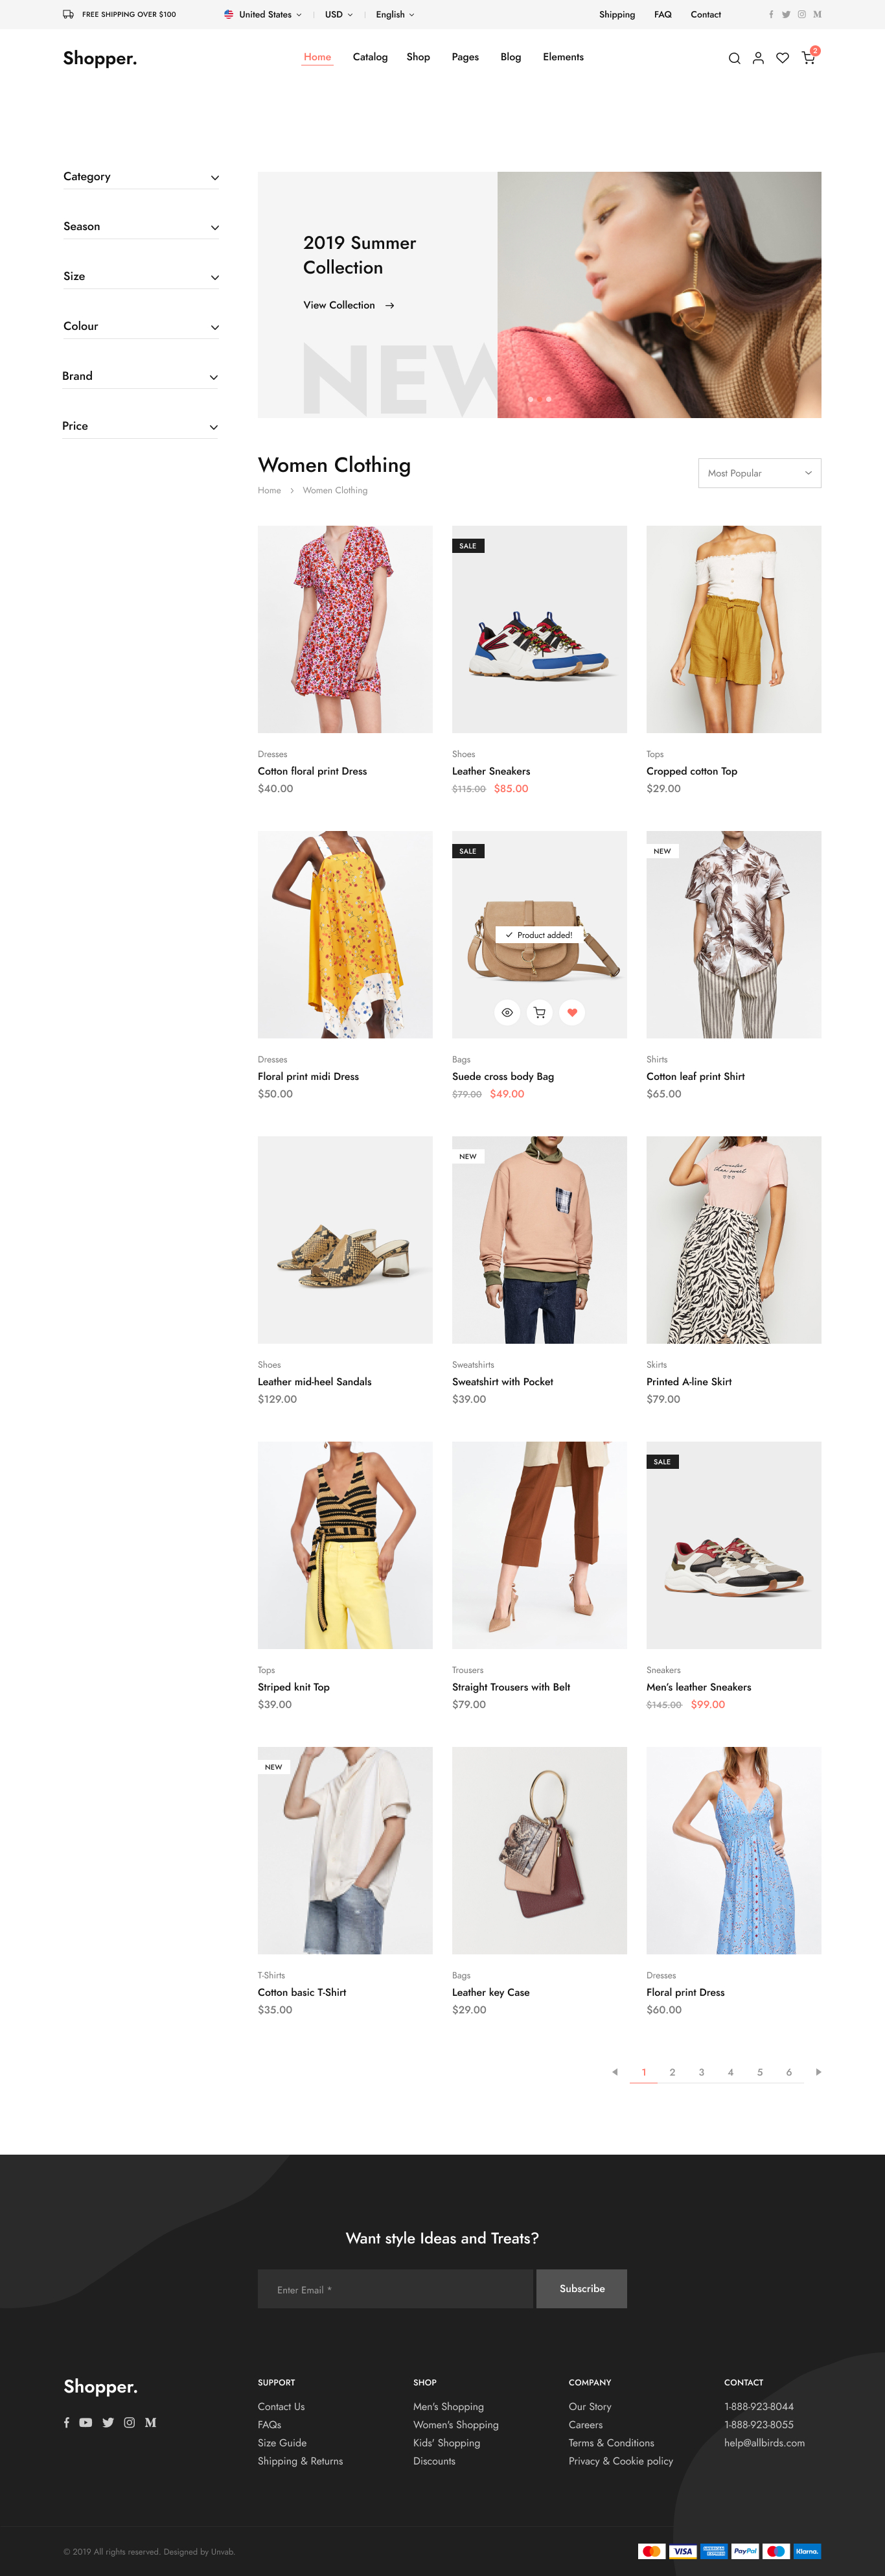 FREE SHIPPING OVER $100
United States
USD
English
Shipping
FAQ
Contact
Shopper.
Home
Catalog
Shop
Pages
Blog
Elements
2
Category
Season
Size
Colour
Brand
Price
2019 Summer
Collection
View Collection
NEW
Women Clothing
Home
Women Clothing
Most Popular
Dresses
Cotton floral print Dress
$40.00
SALE
Shoes
Leather Sneakers
$115.00 $85.00
Tops
Cropped cotton Top
$29.00
Dresses
Floral print midi Dress
$50.00
SALE
Product added!
Bags
Suede cross body Bag
$79.00 $49.00
NEW
Shirts
Cotton leaf print Shirt
$65.00
Shoes
Leather mid-heel Sandals
$129.00
NEW
Sweatshirts
Sweatshirt with Pocket
$39.00
than sweet
Skirts
Printed A-line Skirt
$79.00
Tops
Striped knit Top
$39.00
Trousers
Straight Trousers with Belt
$79.00
SALE
Sneakers
Men's leather Sneakers
$145.00 $99.00
NEW
T-Shirts
Cotton basic T-Shirt
$35.00
Bags
Leather key Case
$29.00
Dresses
Floral print Dress
$60.00
1 2 3 4 5 6
Want style Ideas and Treats?
Enter Email *
Subscribe
Shopper.
SUPPORT
Contact Us
FAQs
Size Guide
Shipping & Returns
SHOP
Men's Shopping
Women's Shopping
Kids' Shopping
Discounts
COMPANY
Our Story
Careers
Terms & Conditions
Privacy & Cookie policy
CONTACT
1-888-923-8044
1-888-923-8055
help@allbirds.com
© 2019 All rights reserved. Designed by Unvab.
VISA
AMERICAN EXPRESS
PayPal
Klarna.